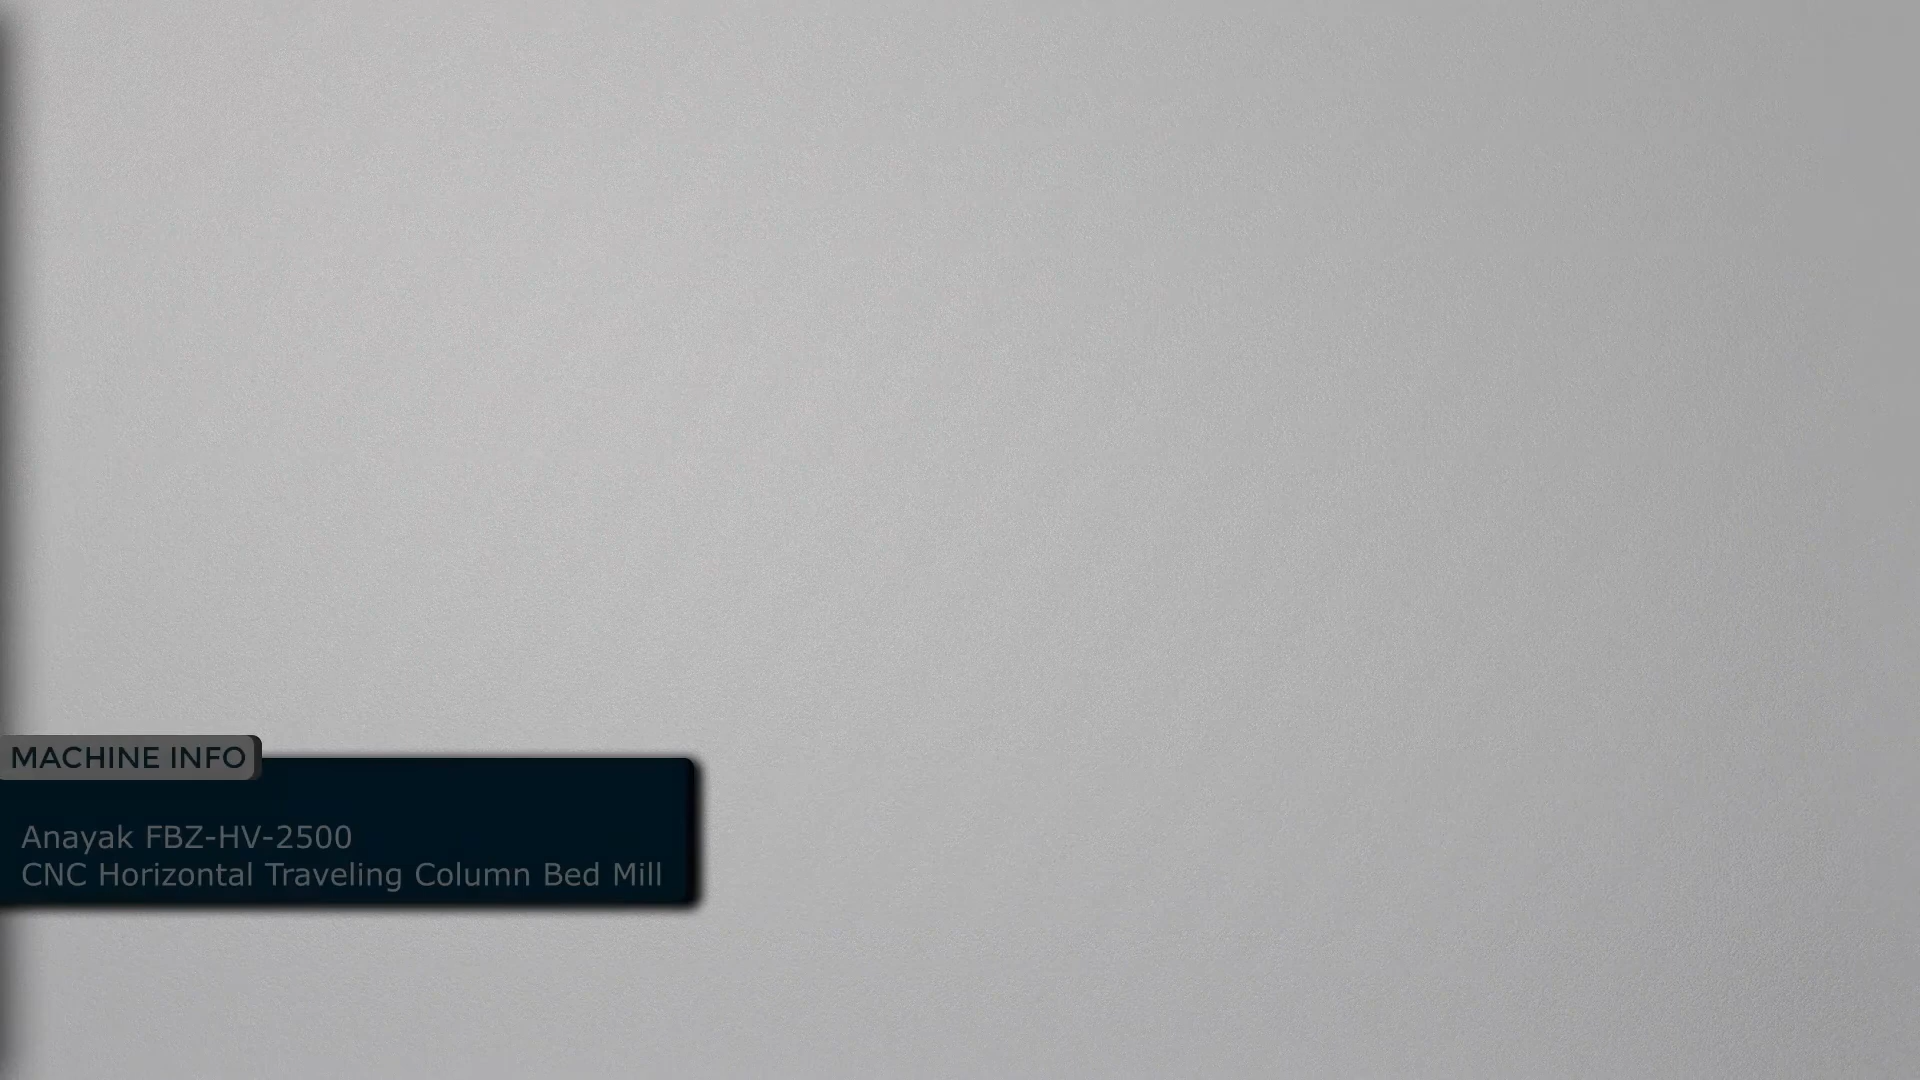 MACHINE INFO
Anayak FBZ-HV-2500
CNC Horizontal Traveling Column Bed Mill